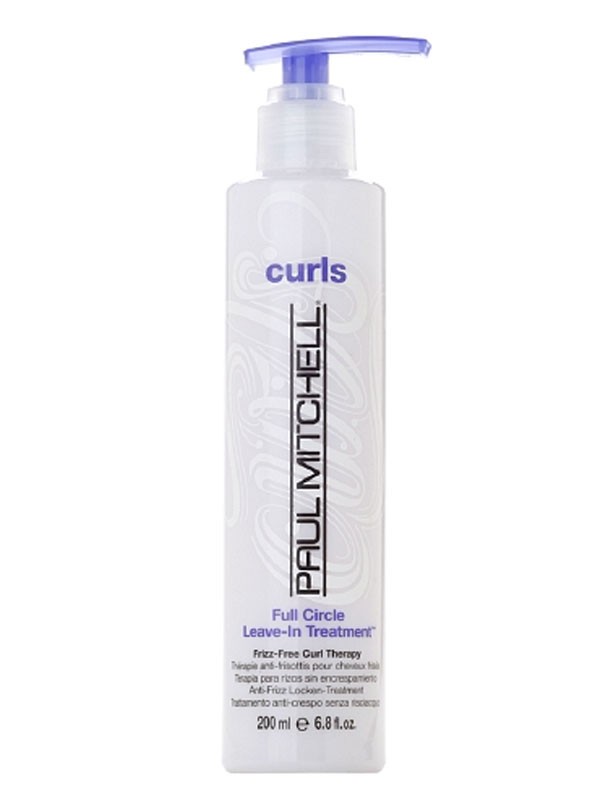 curls
PAUL MITCHELL®
Full Circle
Leave-In Treatment™
Frizz-Free Curl Therapy
Thérapie anti-frisottis pour cheveux frisés
Terapia para rizos sin encrespamiento
Anti-Frizz Locken-Treatment
Trattamento anti-crespo senza risciacquo
200 ml e 6.8 fl.oz.